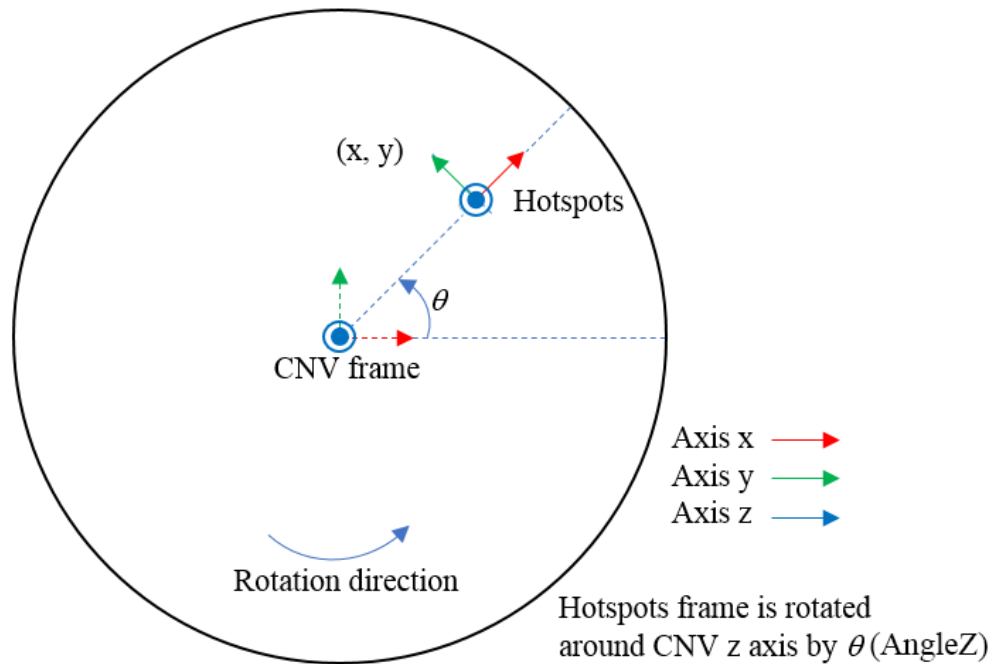 (x, y)
Hotspots
θ
CNV frame
Axis x
Axis y
Axis z
Rotation direction
Hotspots frame is rotated
around CNV z axis by θ (AngleZ)